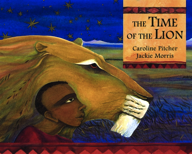 THE TIME
OF THE LION
Caroline Pitcher
Jackie Morris